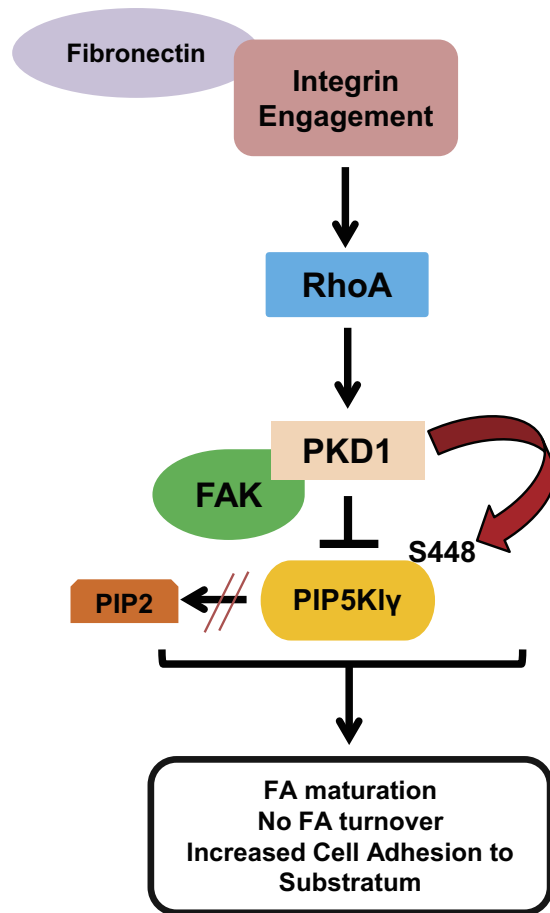 Fibronectin
Integrin
Engagement
RhoA
PKD1
FAK
S448
PIP5KIγ
PIP2
FA maturation
No FA turnover
Increased Cell Adhesion to
Substratum